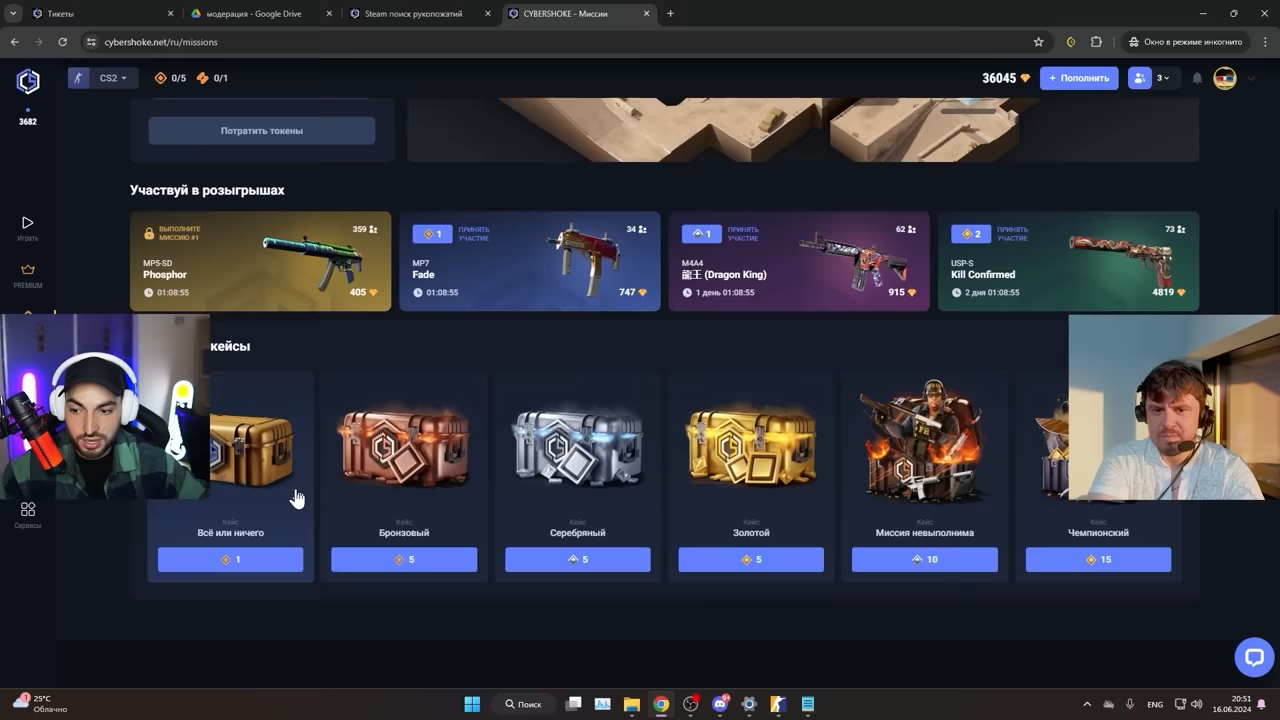 Тикеты
модерация - Google Drive
Steam поиск рукопожатий
CYBERSHOKE - Миссии
cybershoke.net/ru/missions
Окно в режиме инкогнито
CS2
0/5
0/1
36045
+ Пополнить
3
3682
Играть
PREMIUM
Сервисы
Потратить токены
Участвуй в розыгрышах
ВЫПОЛНИТЕ
МИССИЮ #1
359
MP5-SD
Phosphor
01:08:55
405
1
ПРИНЯТЬ
УЧАСТИЕ
34
MP7
Fade
01:08:55
747
1
ПРИНЯТЬ
УЧАСТИЕ
62
M4A4
龍王 (Dragon King)
1 день 01:08:55
915
2
ПРИНЯТЬ
УЧАСТИЕ
73
USP-S
Kill Confirmed
2 дня 01:08:55
4819
кейсы
Кейс
Всё или ничего
1
Кейс
Бронзовый
5
Кейс
Серебряный
5
Кейс
Золотой
5
Кейс
Миссия невыполнима
10
Кейс
Чемпионский
15
1
25°C
Облачно
Поиск
ENG
20:51
16.06.2024